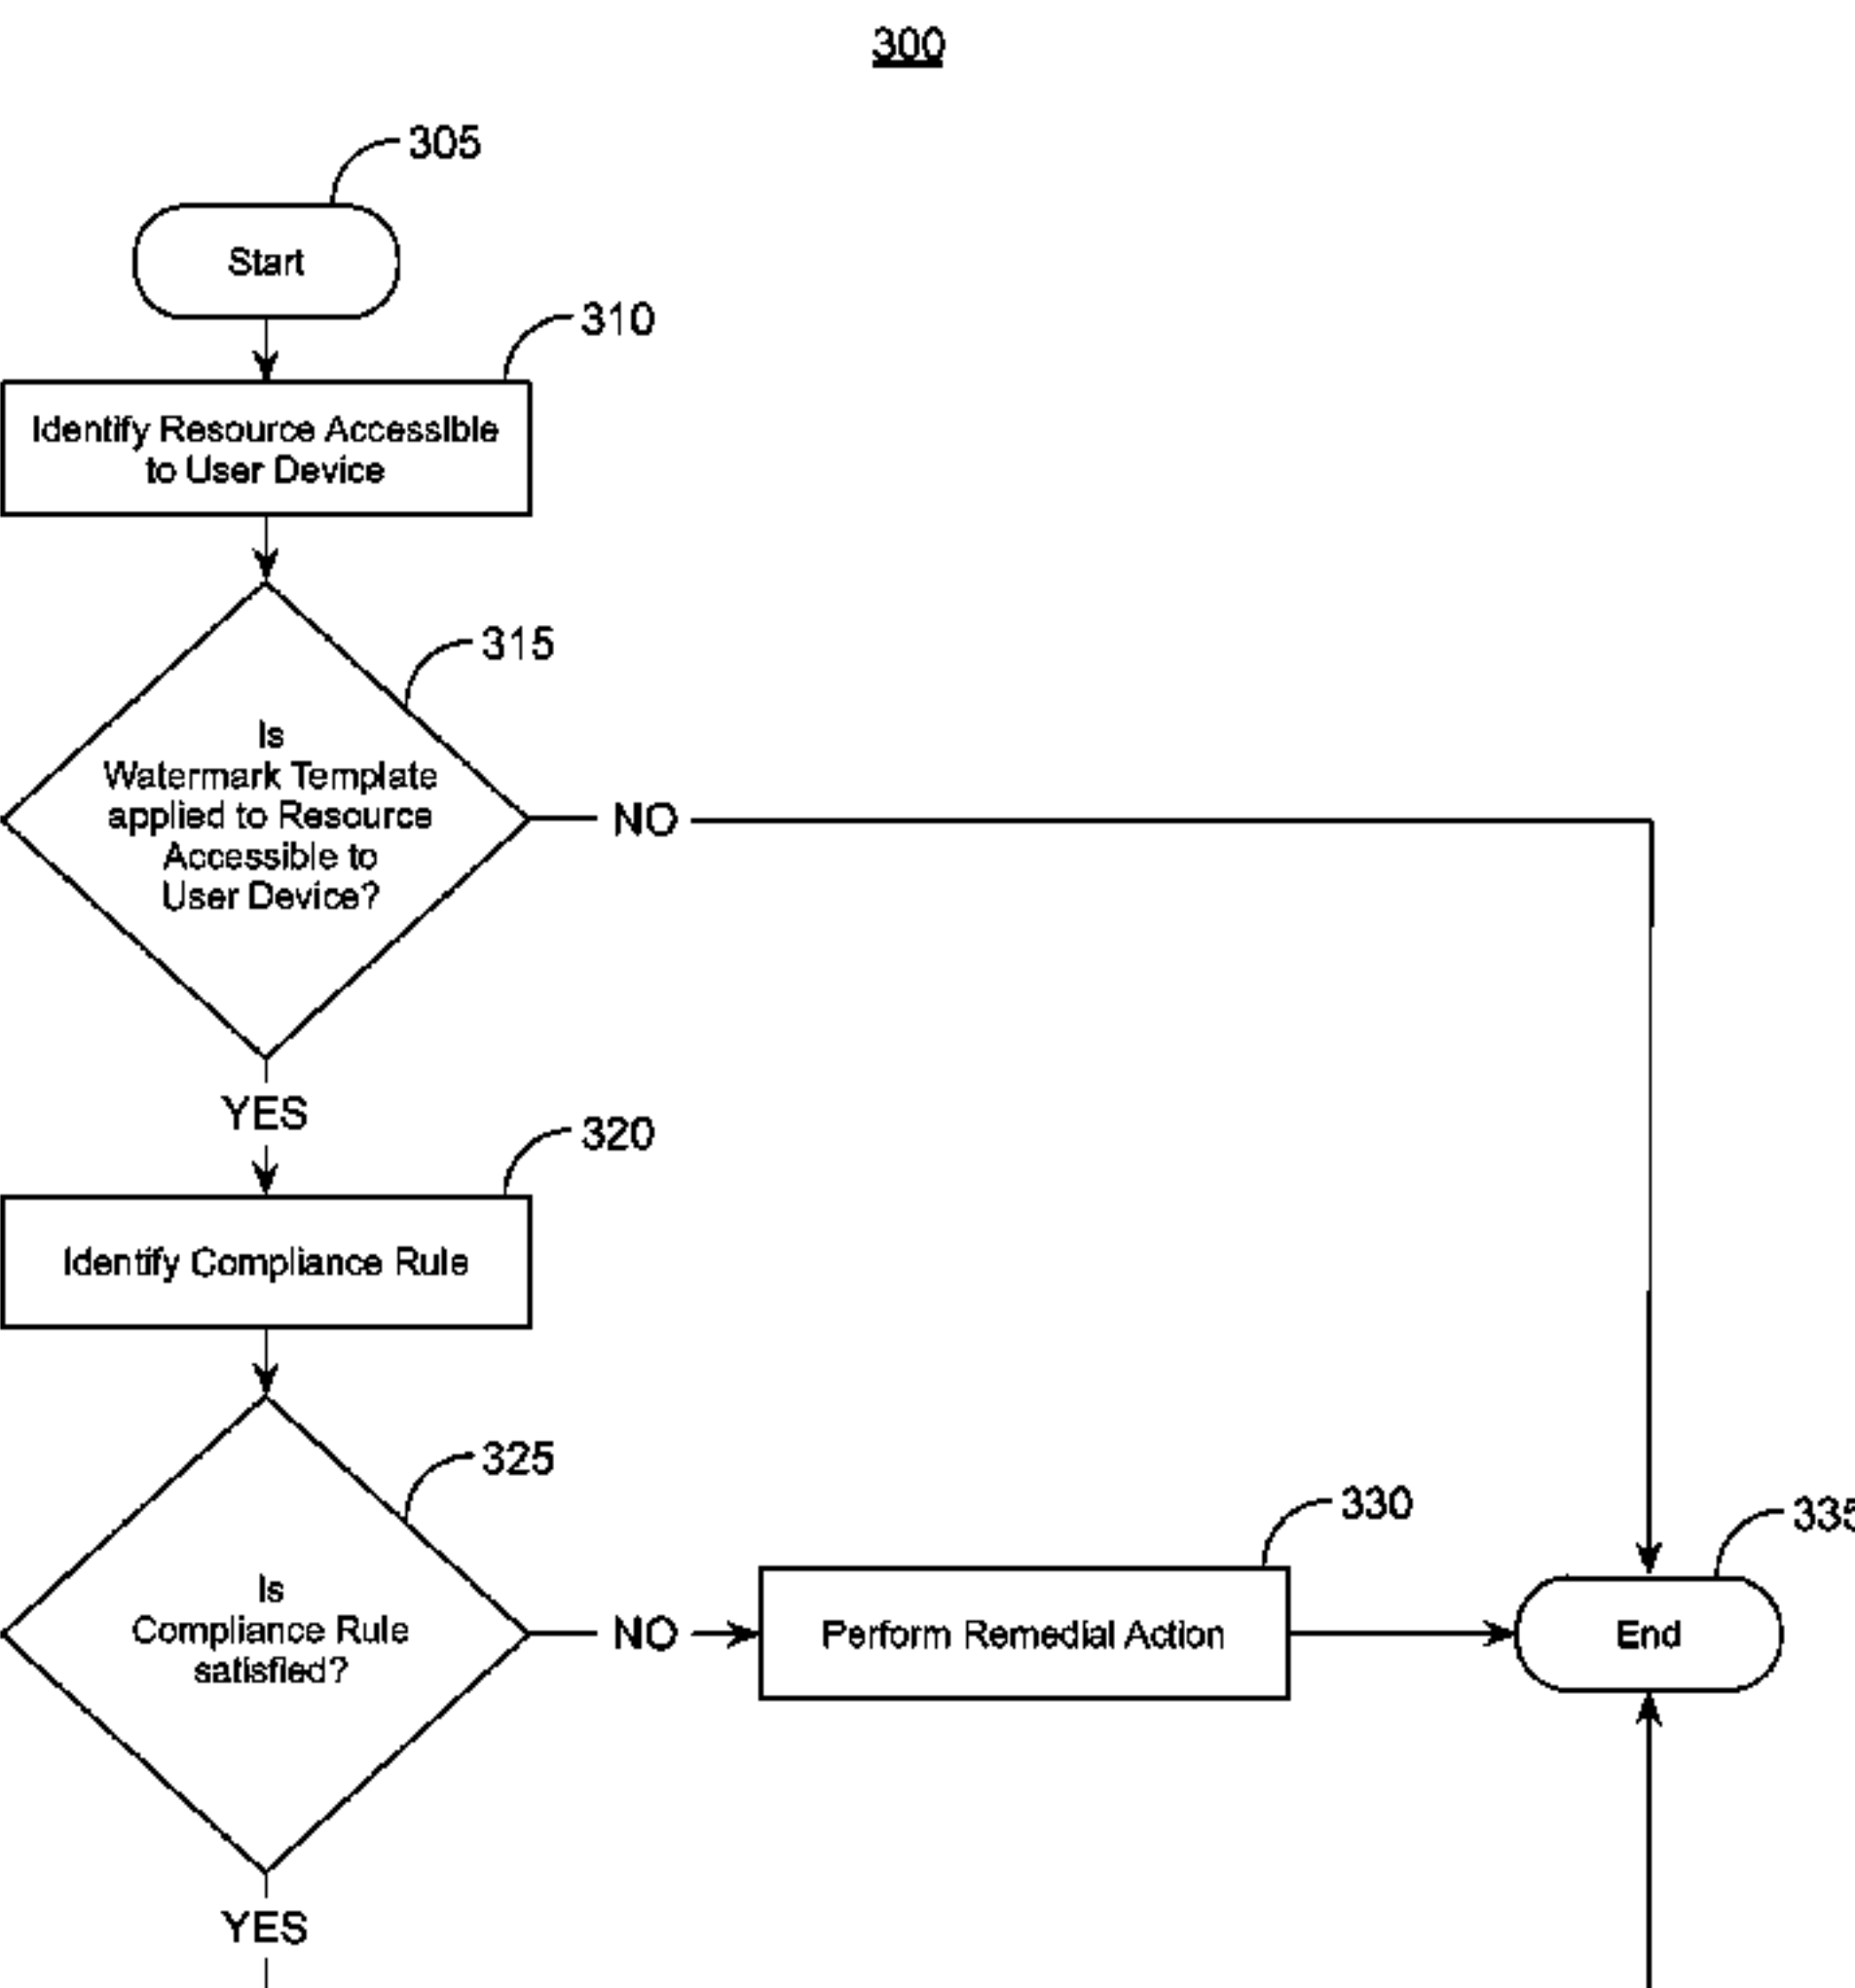 300
305
Start
310
Identify Resource Accessible
to User Device
315
Is
Watermark Template
applied to Resource
Accessible to
User Device?
NO
YES
320
Identify Compliance Rule
325
Is
Compliance Rule
satisfied?
NO
330
Perform Remedial Action
335
End
YES